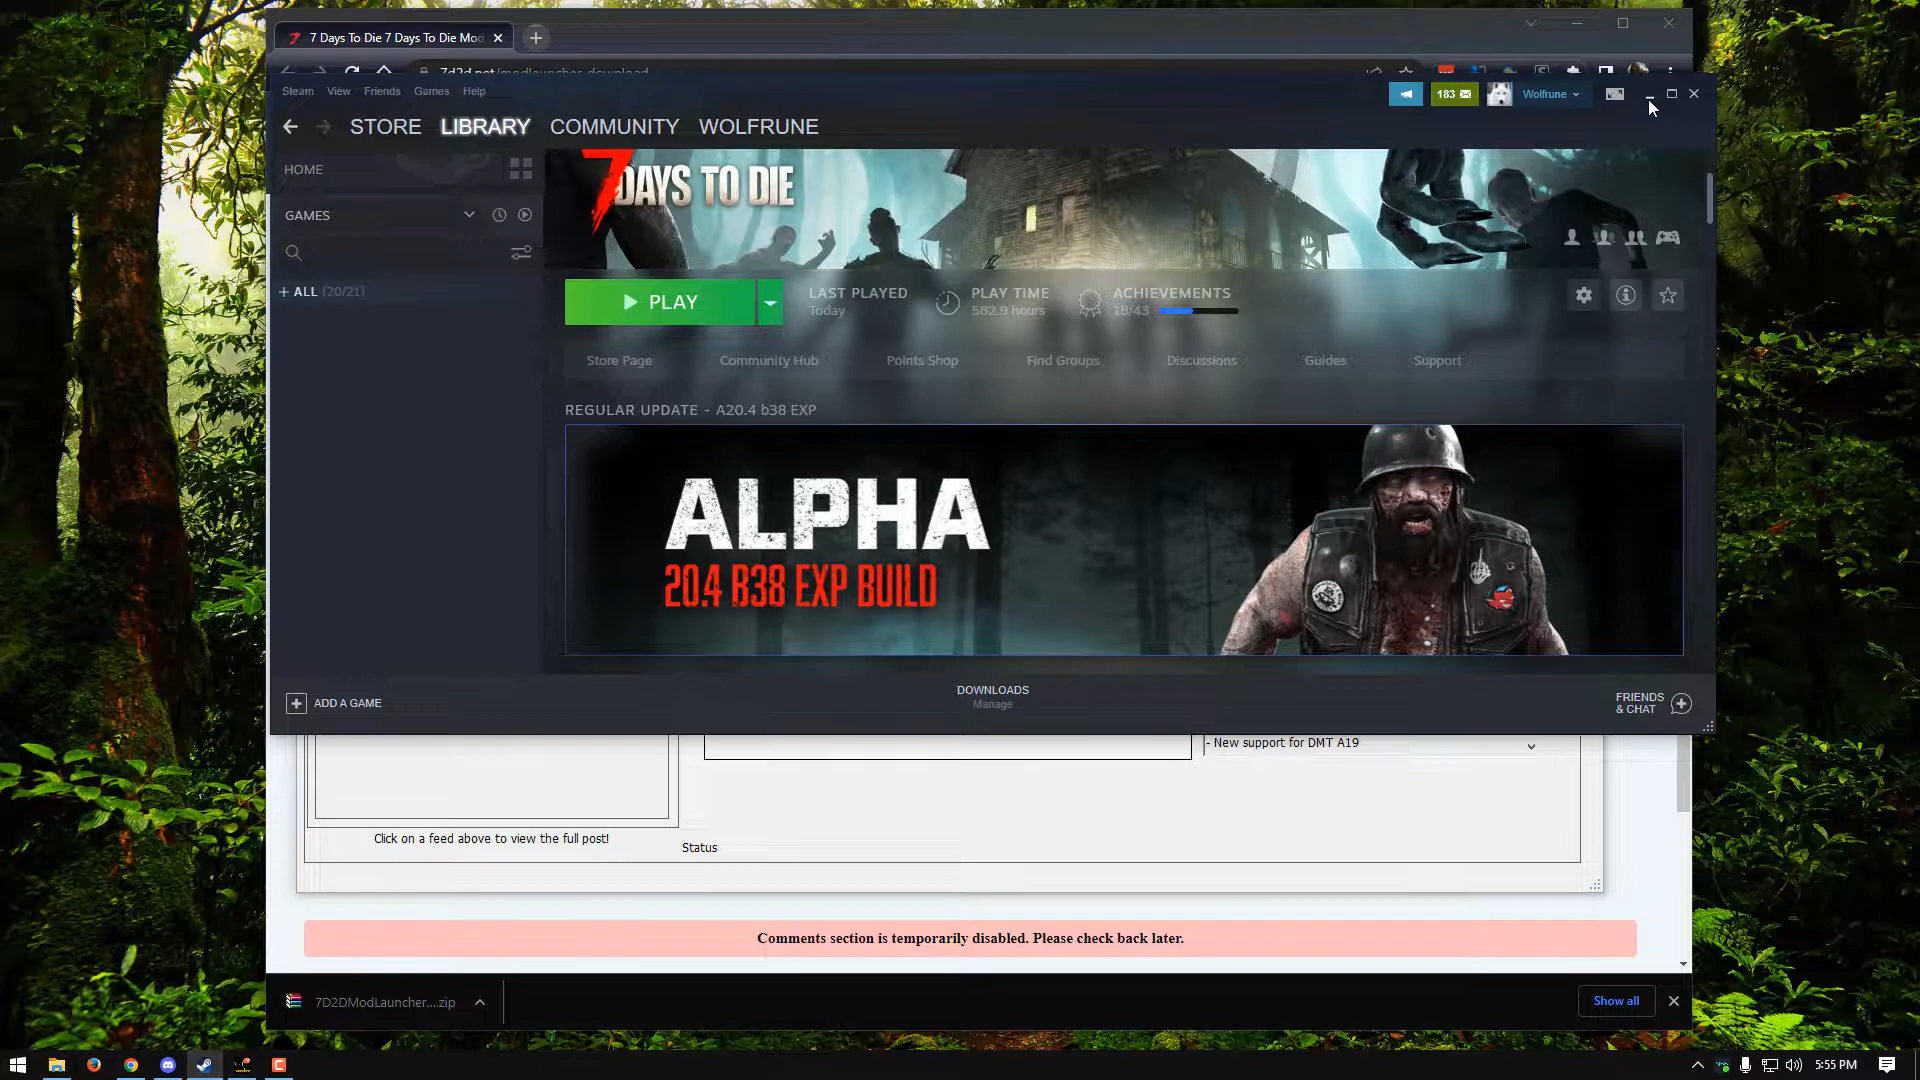 7 Days To Die 7 Days To Die Mod
7d2d.net/modlauncher_download
Steam View Friends Games Help
183
Wolfrune
STORE LIBRARY COMMUNITY WOLFRUNE
HOME
7 DAYS TO DIE
GAMES
+ ALL (20/21)
PLAY
LAST PLAYED
Today
PLAY TIME
582.9 hours
ACHIEVEMENTS
18/43
Store Page Community Hub Points Shop Find Groups Discussions Guides Support
REGULAR UPDATE - A20.4 b38 EXP
ALPHA
20.4 B38 EXP BUILD
ADD A GAME
DOWNLOADS
Manage
FRIENDS
& CHAT
- New support for DMT A19
Click on a feed above to view the full post!
Status
Comments section is temporarily disabled. Please check back later.
7D2DModLauncher....zip
Show all
5:55 PM